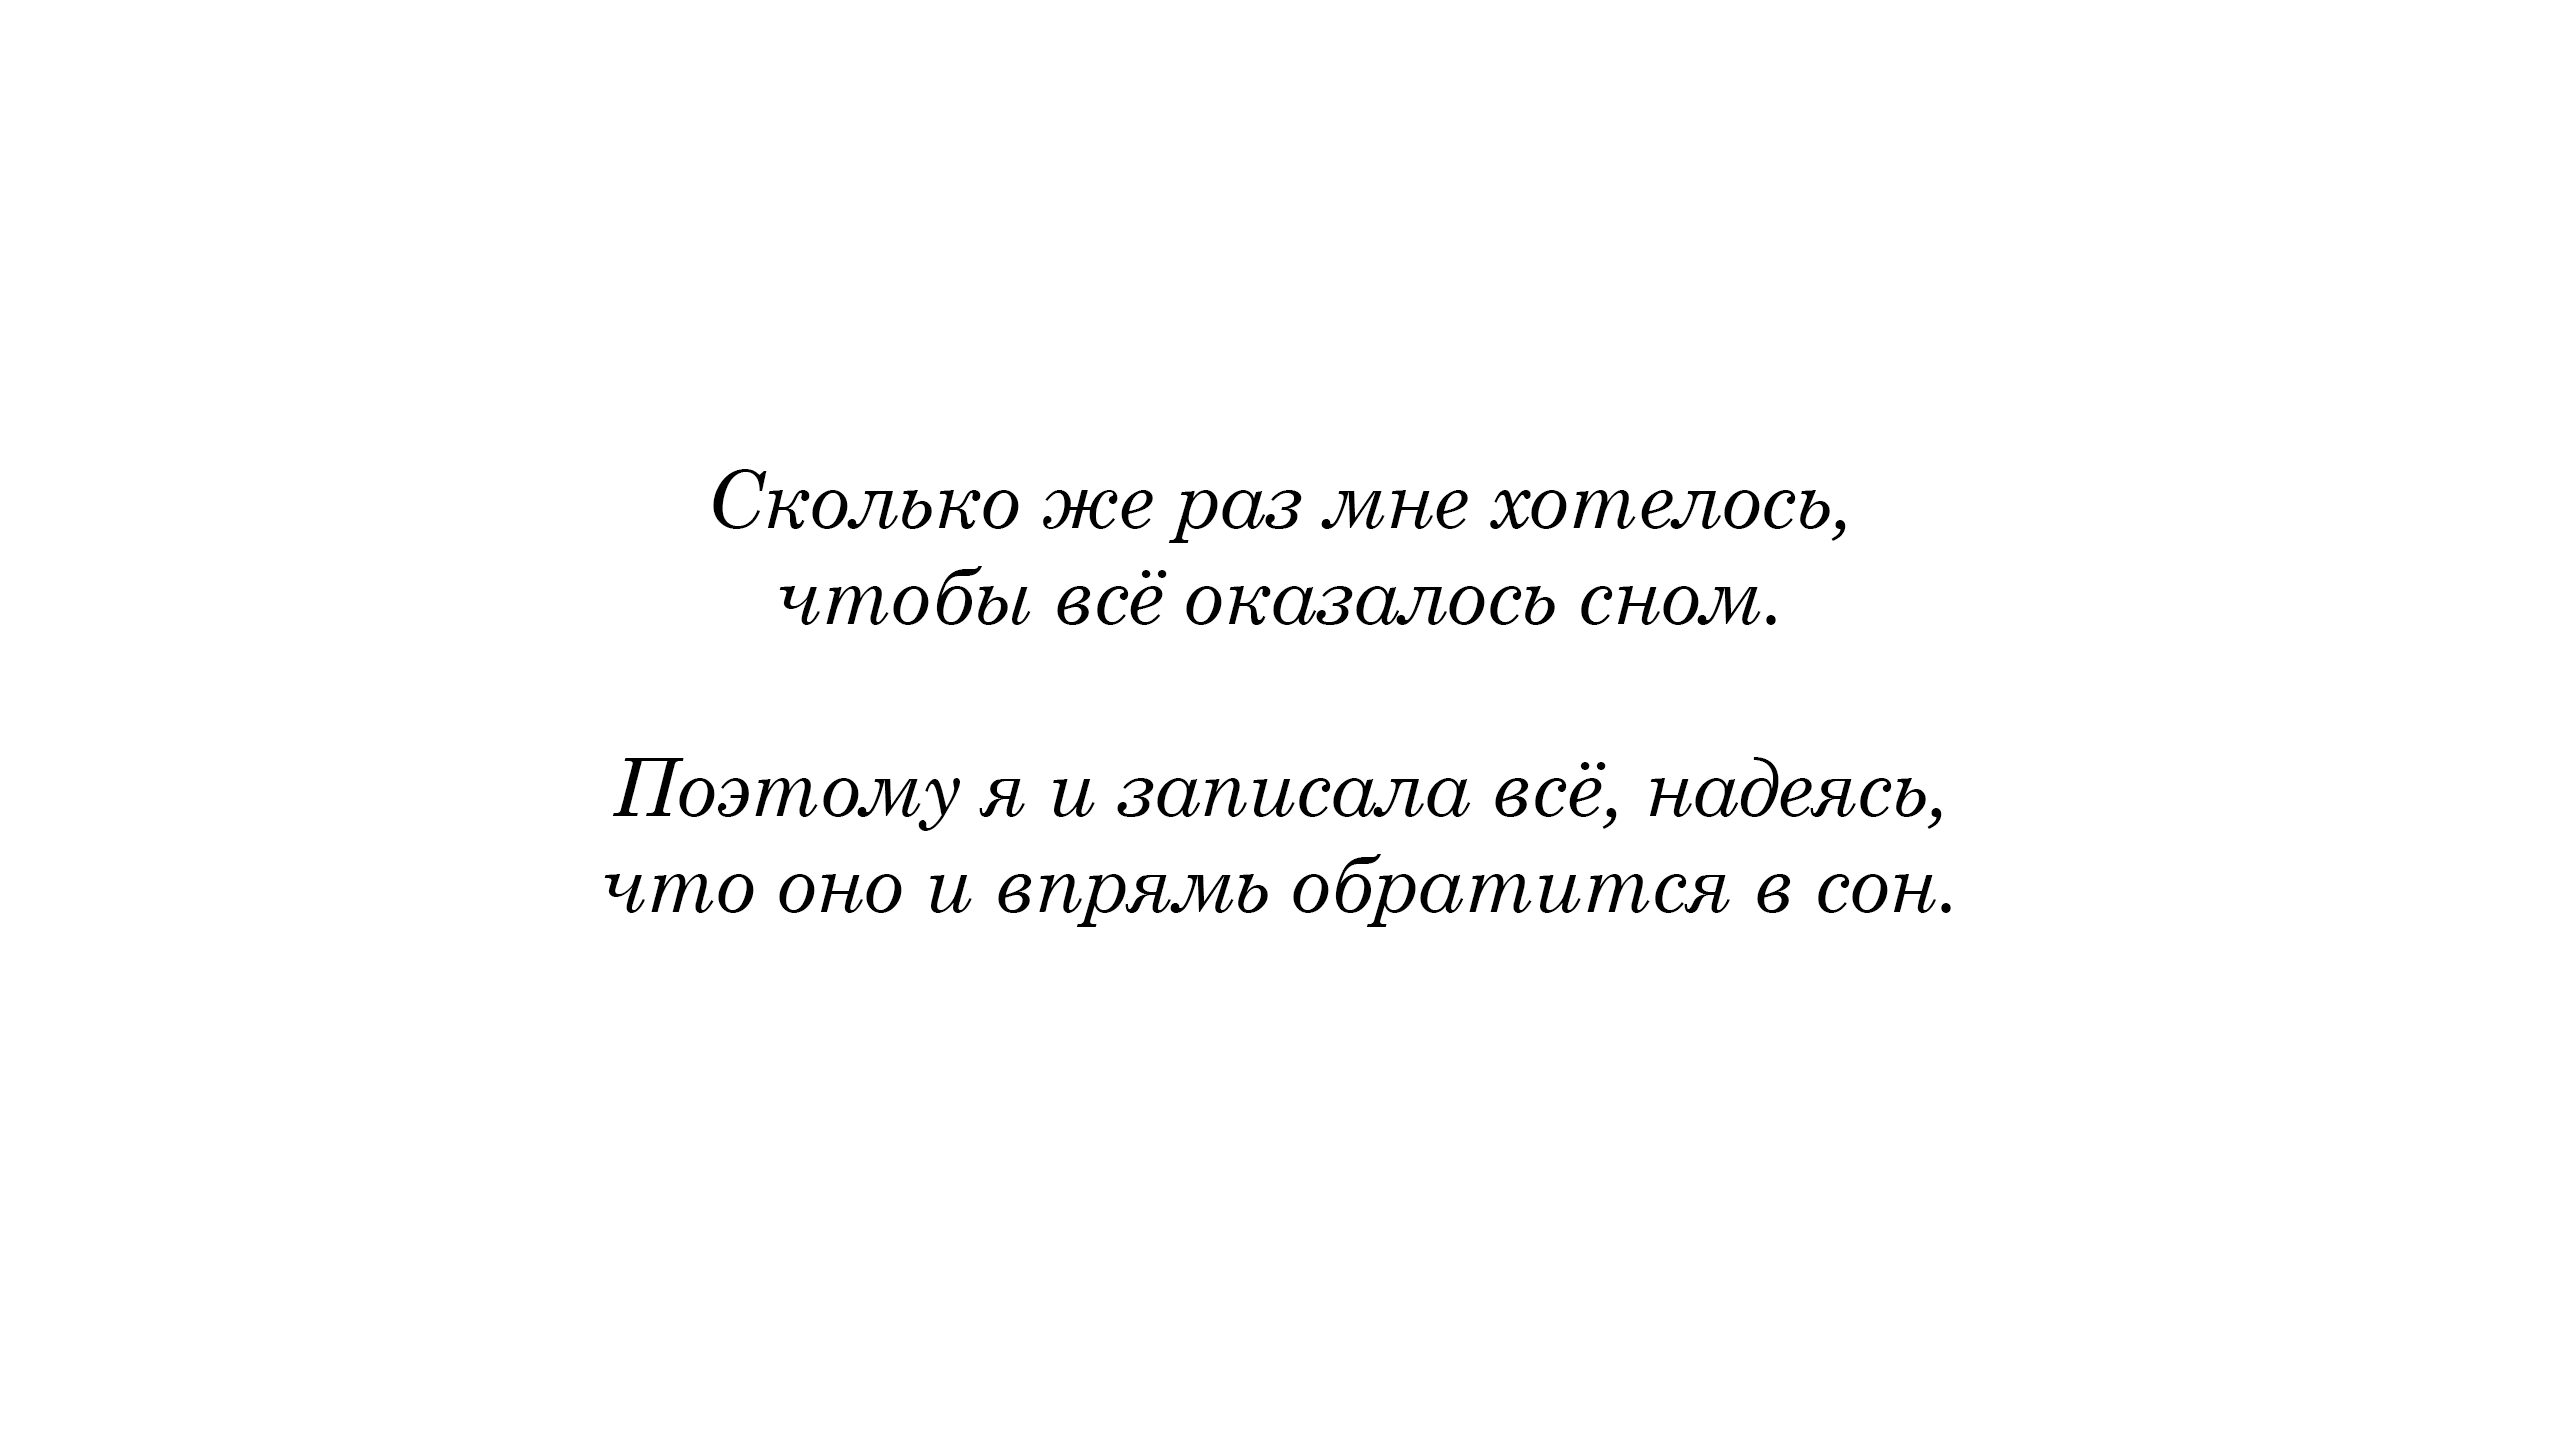 Сколько же раз мне хотелось,
чтобы всё оказалось сном.
Поэтому я и записала всё, надеясь,
что оно и впрямь обратится в сон.